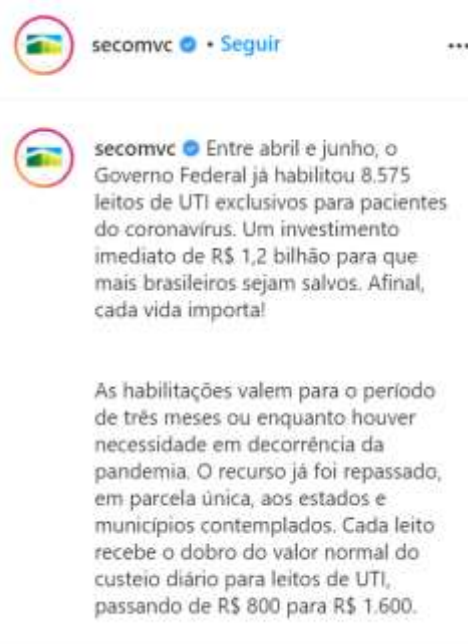 secomvc • Seguir
secomvc Entre abril e junho, o
Governo Federal já habilitou 8.575
leitos de UTI exclusivos para pacientes
do coronavírus. Um investimento
imediato de R$ 1,2 bilhão para que
mais brasileiros sejam salvos. Afinal,
cada vida importa!
As habilitações valem para o período
de três meses ou enquanto houver
necessidade em decorrência da
pandemia. O recurso já foi repassado,
em parcela única, aos estados e
municípios contemplados. Cada leito
recebe o dobro do valor normal do
custeio diário para leitos de UTI,
passando de R$ 800 para R$ 1.600.